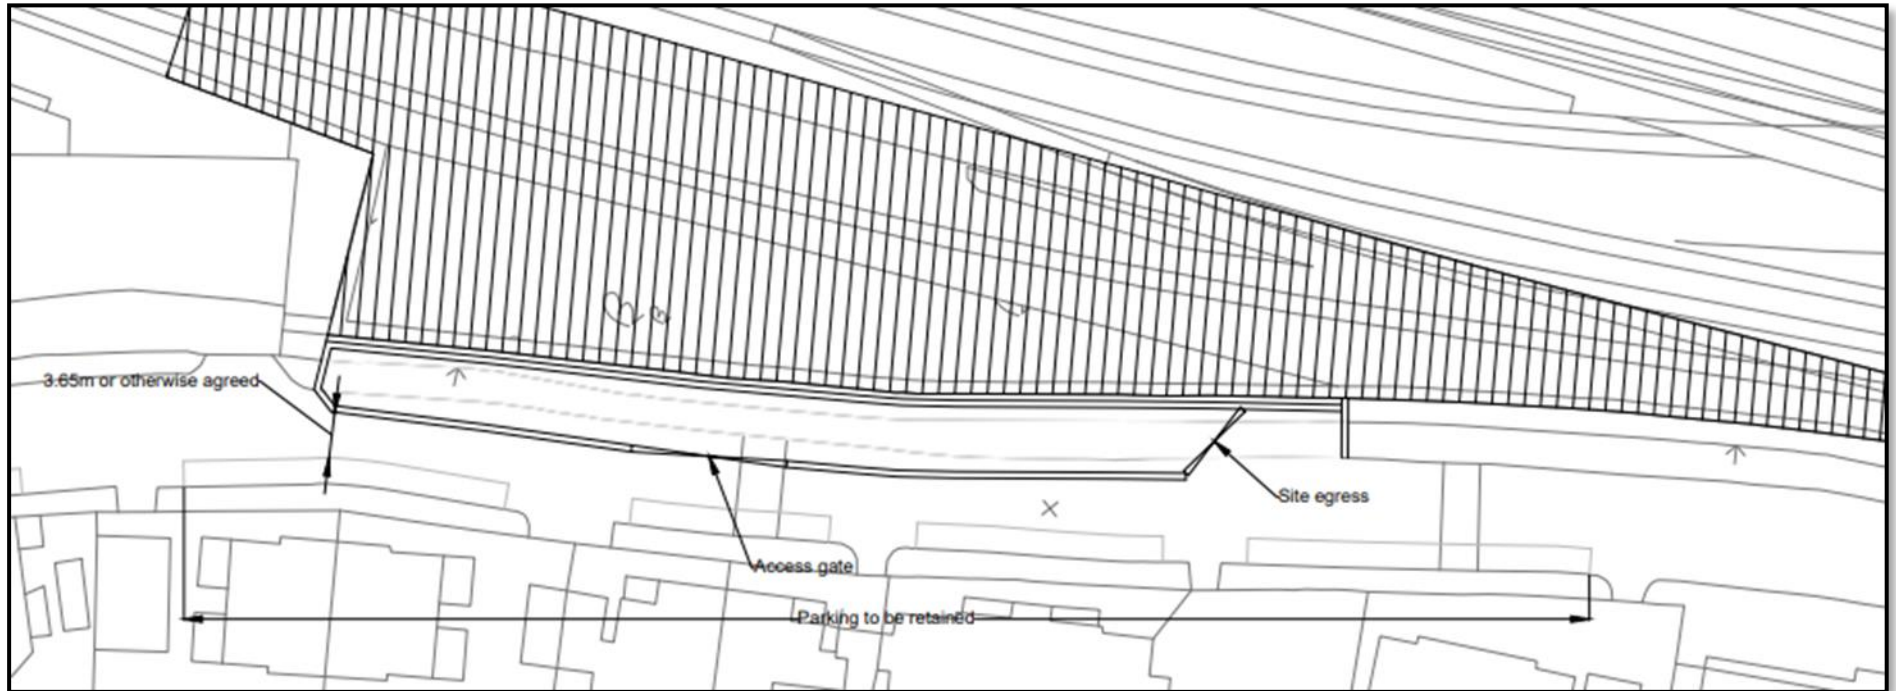 3.65m or otherwise agreed
Site egress
Access gate
Parking to be retained